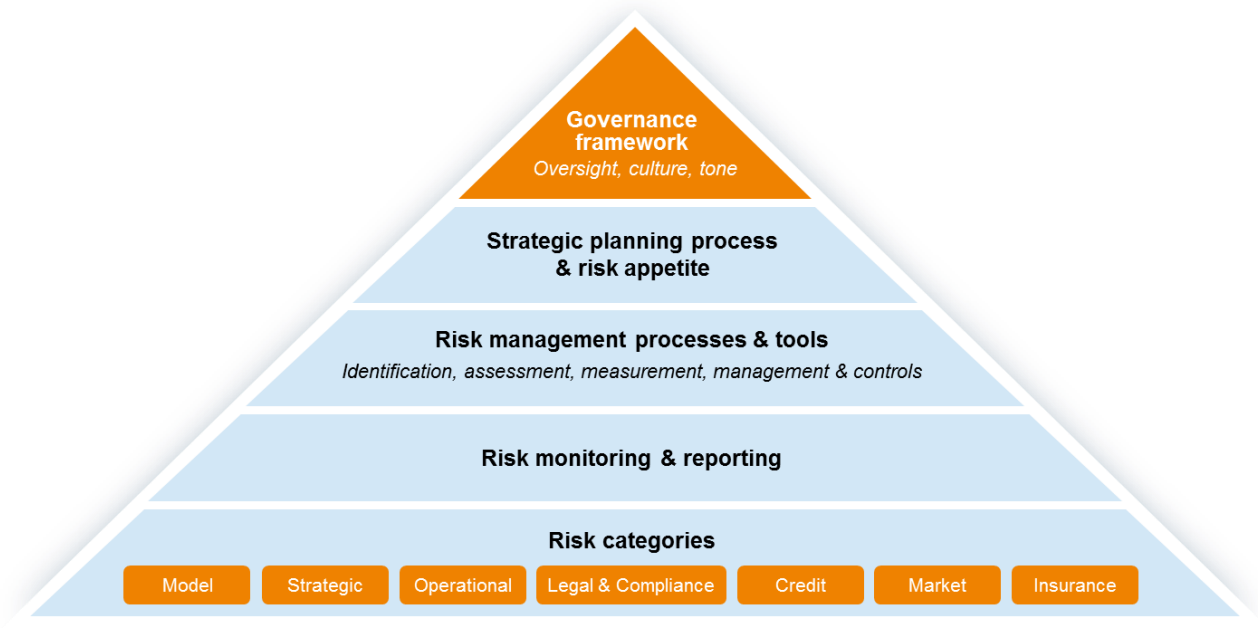 Governance
framework
Oversight, culture, tone
Strategic planning process
& risk appetite
Risk management processes & tools
Identification, assessment, measurement, management & controls
Risk monitoring & reporting
Risk categories
Model Strategic Operational Legal & Compliance Credit Market Insurance